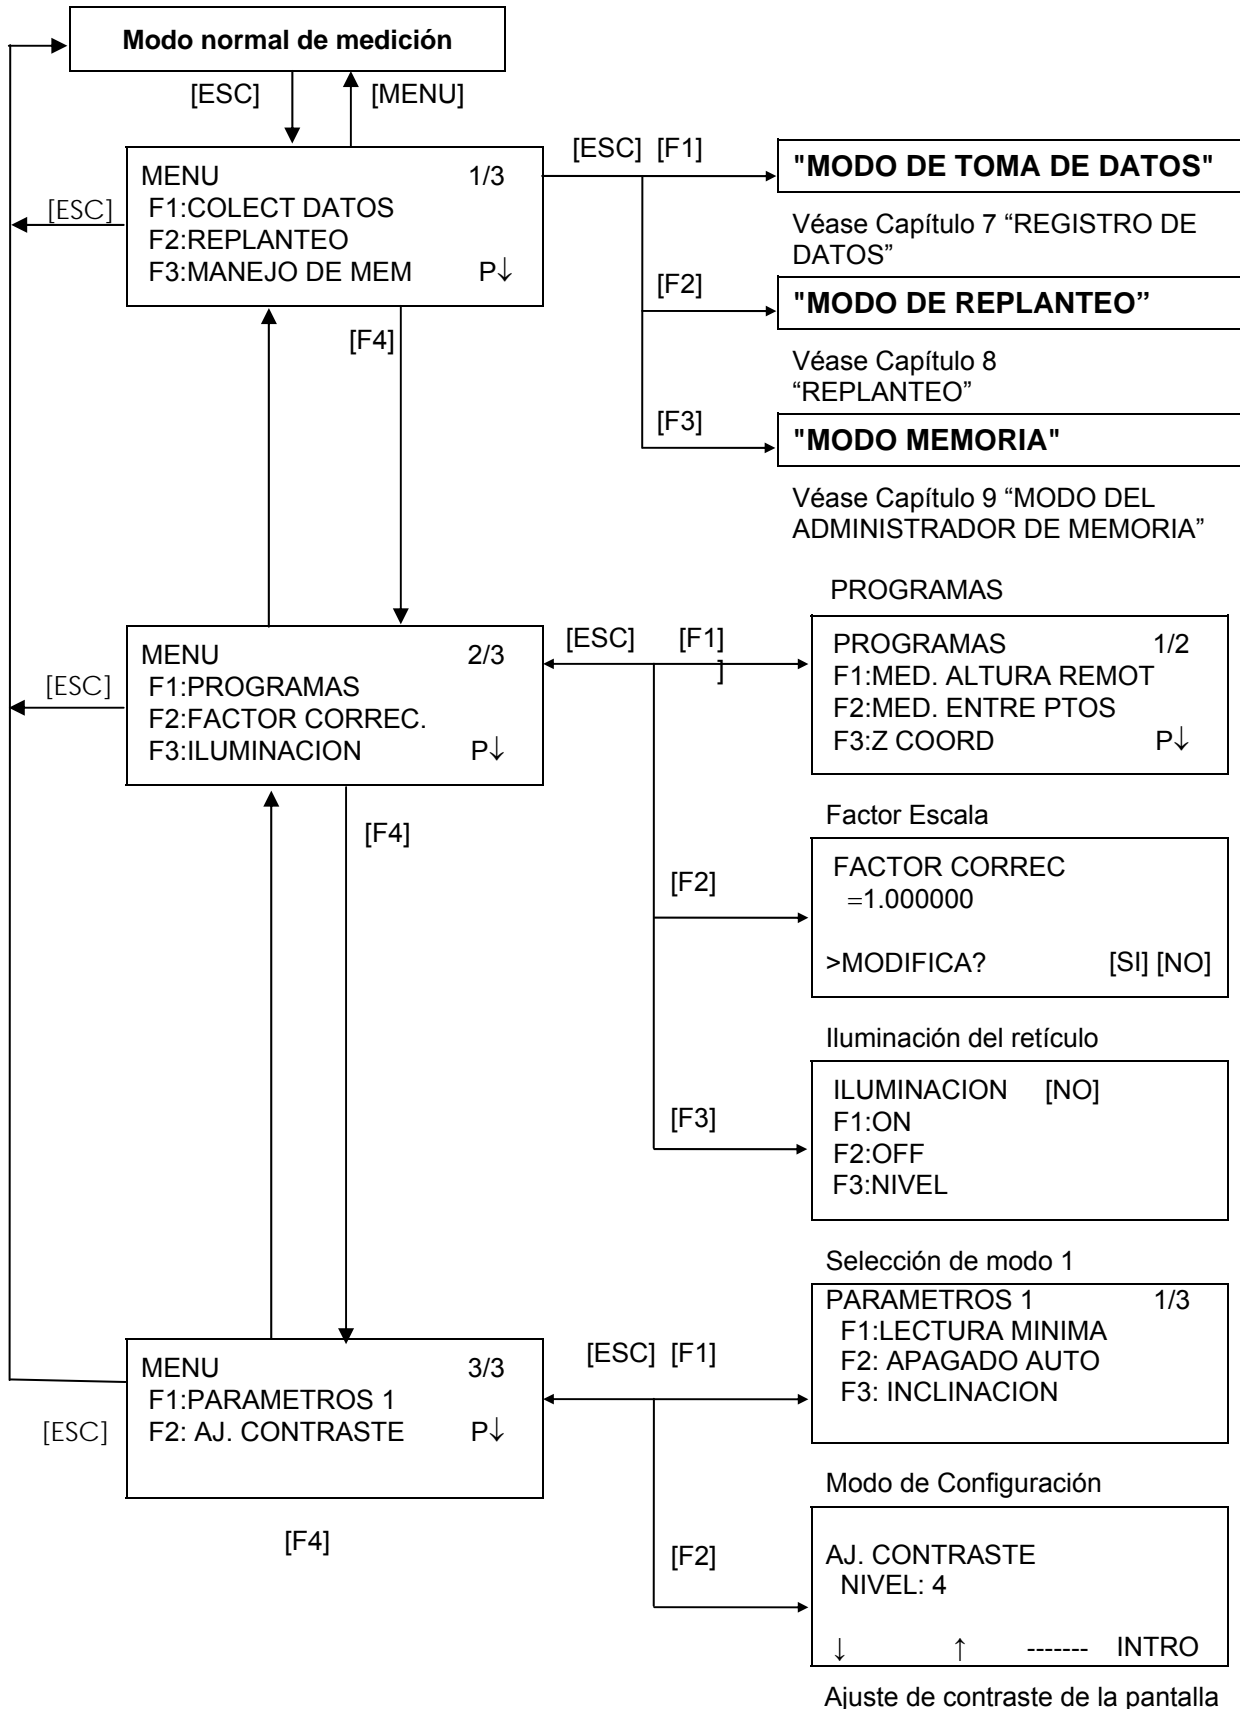 Modo normal de medición
[ESC]
[MENU]
[ESC] [F1]
MENU 1/3
F1:COLECT DATOS
F2:REPLANTEO
F3:MANEJO DE MEM P↓
[ESC]
"MODO DE TOMA DE DATOS"
Véase Capítulo 7 “REGISTRO DE
DATOS”
[F2]
"MODO DE REPLANTEO”
[F4]
Véase Capítulo 8
“REPLANTEO”
[F3]
"MODO MEMORIA"
Véase Capítulo 9 “MODO DEL
ADMINISTRADOR DE MEMORIA”
PROGRAMAS
[ESC] [F1]
]
MENU 2/3
F1:PROGRAMAS
F2:FACTOR CORREC.
F3:ILUMINACION P↓
[ESC]
PROGRAMAS 1/2
F1:MED. ALTURA REMOT
F2:MED. ENTRE PTOS
F3:Z COORD P↓
[F4]
Factor Escala
[F2]
FACTOR CORREC
=1.000000
>MODIFICA? [SI] [NO]
Iluminación del retículo
[F3]
ILUMINACION [NO]
F1:ON
F2:OFF
F3:NIVEL
Selección de modo 1
[ESC] [F1]
PARAMETROS 1 1/3
F1:LECTURA MINIMA
F2: APAGADO AUTO
F3: INCLINACION
MENU 3/3
F1:PARAMETROS 1
F2: AJ. CONTRASTE P↓
[ESC]
Modo de Configuración
[F4]
[F2]
AJ. CONTRASTE
NIVEL: 4
↓ ↑ ------- INTRO
Ajuste de contraste de la pantalla